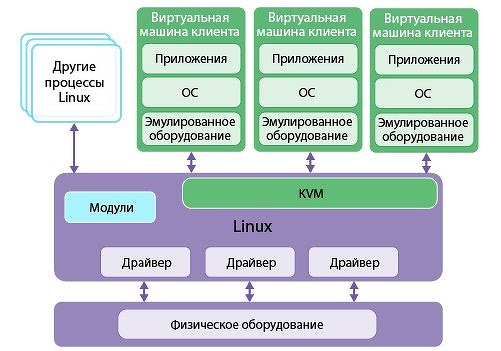 Другие
процессы
Linux
Виртуальная
машина клиента
Приложения
ОС
Эмулированное
оборудование
Виртуальная
машина клиента
Приложения
ОС
Эмулированное
оборудование
Виртуальная
машина клиента
Приложения
ОС
Эмулированное
оборудование
Модули
KVM
Linux
Драйвер
Драйвер
Драйвер
Физическое оборудование